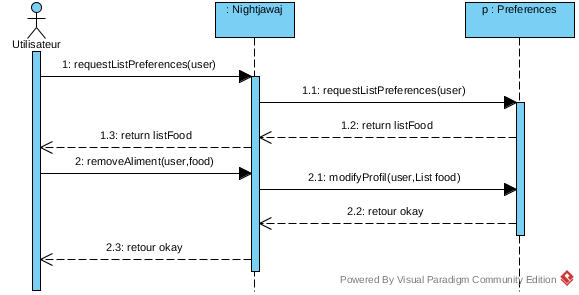 : Nightjawaj
p : Preferences
Utilisateur
1: requestListPreferences(user)
1.1: requestListPreferences(user)
1.2: return listFood
1.3: return listFood
2: removeAliment(user,food)
2.1: modifyProfil(user,List food)
2.2: retour okay
2.3: retour okay
Powered By Visual Paradigm Community Edition